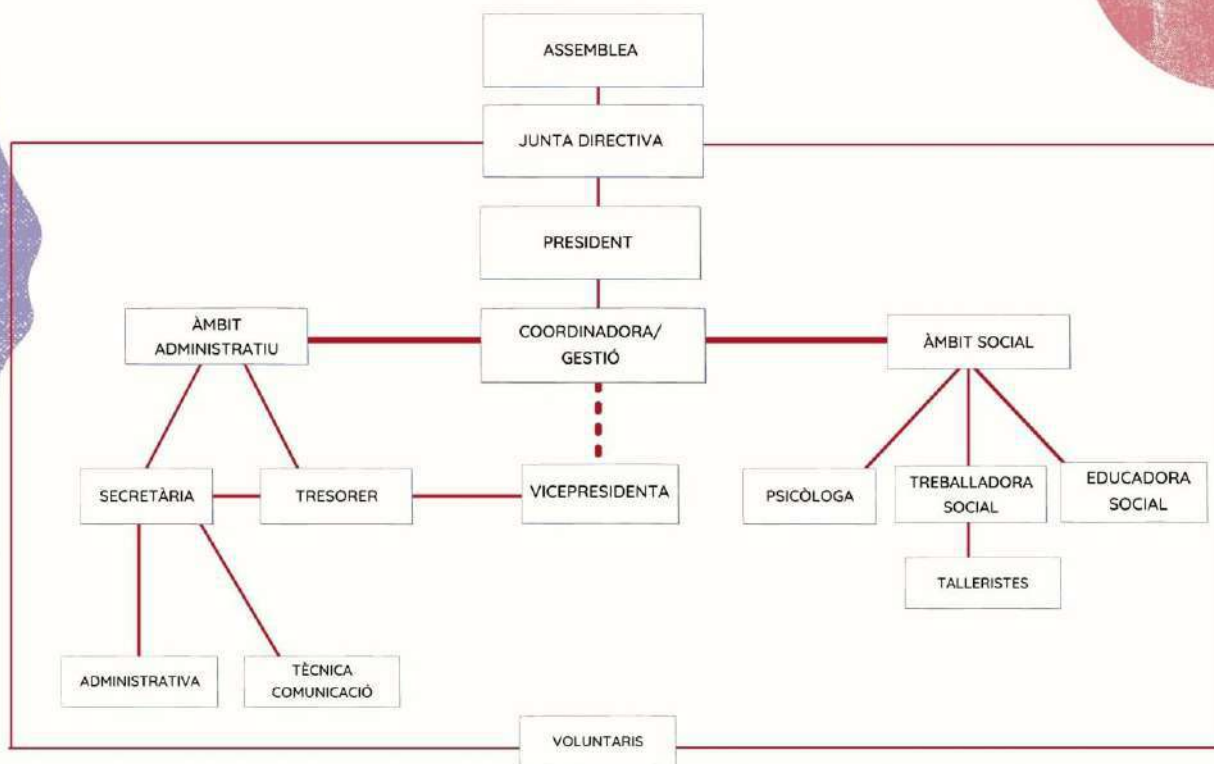 ASSEMBLEA
JUNTA DIRECTIVA
PRESIDENT
ÀMBIT
ADMINISTRATIU
COORDINADORA/
GESTIÓ
ÀMBIT SOCIAL
SECRETÀRIA
TRESORER
VICEPRESIDENTA
PSICÒLOGA
TREBALLADORA
SOCIAL
EDUCADORA
SOCIAL
TALLERISTES
ADMINISTRATIVA
TÈCNICA
COMUNICACIÓ
VOLUNTARIS